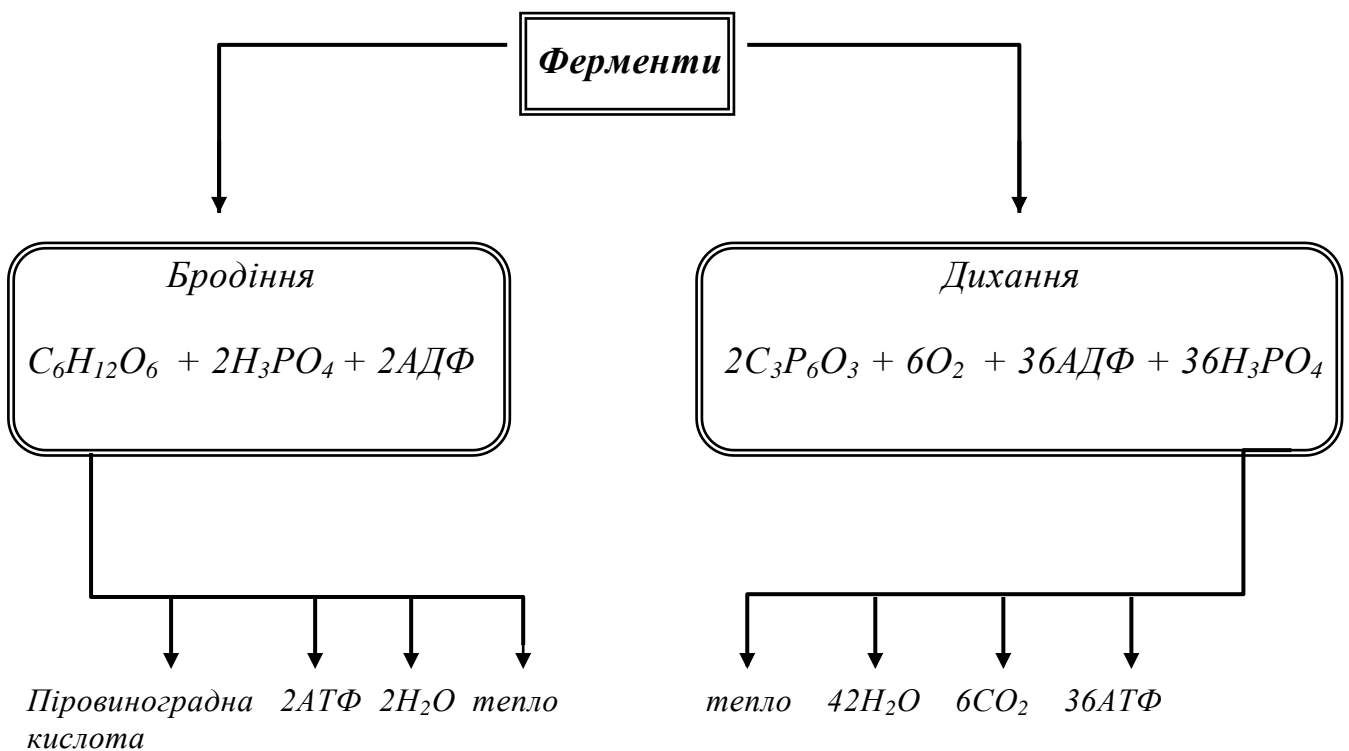 Ферменти
Бродіння
C₆H₁₂O₆ + 2H₃PO₄ + 2АДФ
Дихання
2C₃P₆O₃ + 6O₂ + 36АДФ + 36H₃PO₄
Піровиноградна
кислота
2АТФ
2H₂O
тепло
тепло
42H₂O
6CO₂
36АТФ